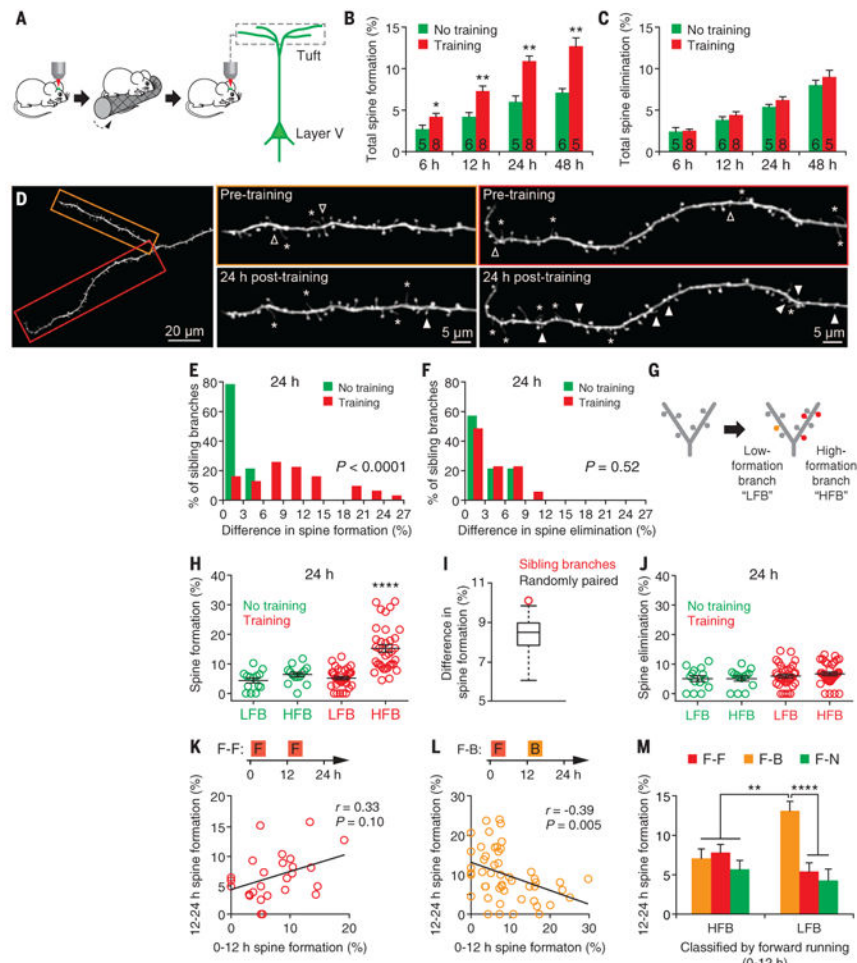 A
Tuft
Layer V
B
No training
Training
Total spine formation (%)
15
10
5
0
*
**
**
**
5 8
6 8
6 8
6 5
6 h
12 h
24 h
48 h
C
No training
Training
Total spine elimination (%)
15
10
5
0
5 8
6 8
6 8
6 5
6 h
12 h
24 h
48 h
D
20 μm
Pre-training
24 h post-training
5 μm
Pre-training
24 h post-training
5 μm
E
24 h
No training
Training
% of sibling branches
80
60
40
20
0
P < 0.0001
0 3 6 9 12 15 18 21 24 27
Difference in spine formation (%)
F
24 h
No training
Training
% of sibling branches
80
60
40
20
0
P = 0.52
0 3 6 9 12 15 18 21 24 27
Difference in spine elimination (%)
G
Low-
formation
branch
"LFB"
High-
formation
branch
"HFB"
H
24 h
No training
Training
****
Spine formation (%)
40
30
20
10
0
LFB
HFB
LFB
HFB
I
Sibling branches
Randomly paired
Difference in
spine formation (%)
11
9
7
5
J
24 h
No training
Training
Spine elimination (%)
40
30
20
10
0
LFB
HFB
LFB
HFB
K
F-F:
F
F
0
12
24 h
12-24 h spine formation (%)
20
15
10
5
0
r = 0.33
P = 0.10
0
10
20
0-12 h spine formation (%)
L
F-B:
F
B
0
12
24 h
12-24 h spine formation (%)
30
20
10
0
r = -0.39
P = 0.005
0
10
20
30
0-12 h spine formation (%)
M
F-F
F-B
F-N
12-24 h spine formation (%)
15
10
5
0
**
****
HFB
LFB
Classified by forward running
(0-12 h)